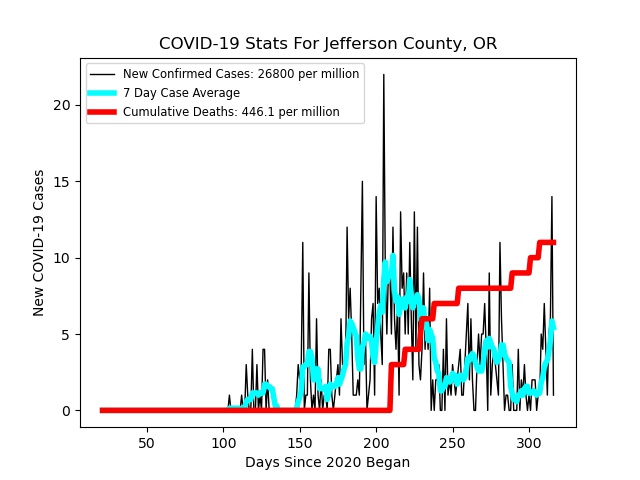 COVID-19 Stats For Jefferson County, OR
New Confirmed Cases: 26800 per million
7 Day Case Average
Cumulative Deaths: 446.1 per million
New COVID-19 Cases
20
15
10
5
0
50 100 150 200 250 300
Days Since 2020 Began